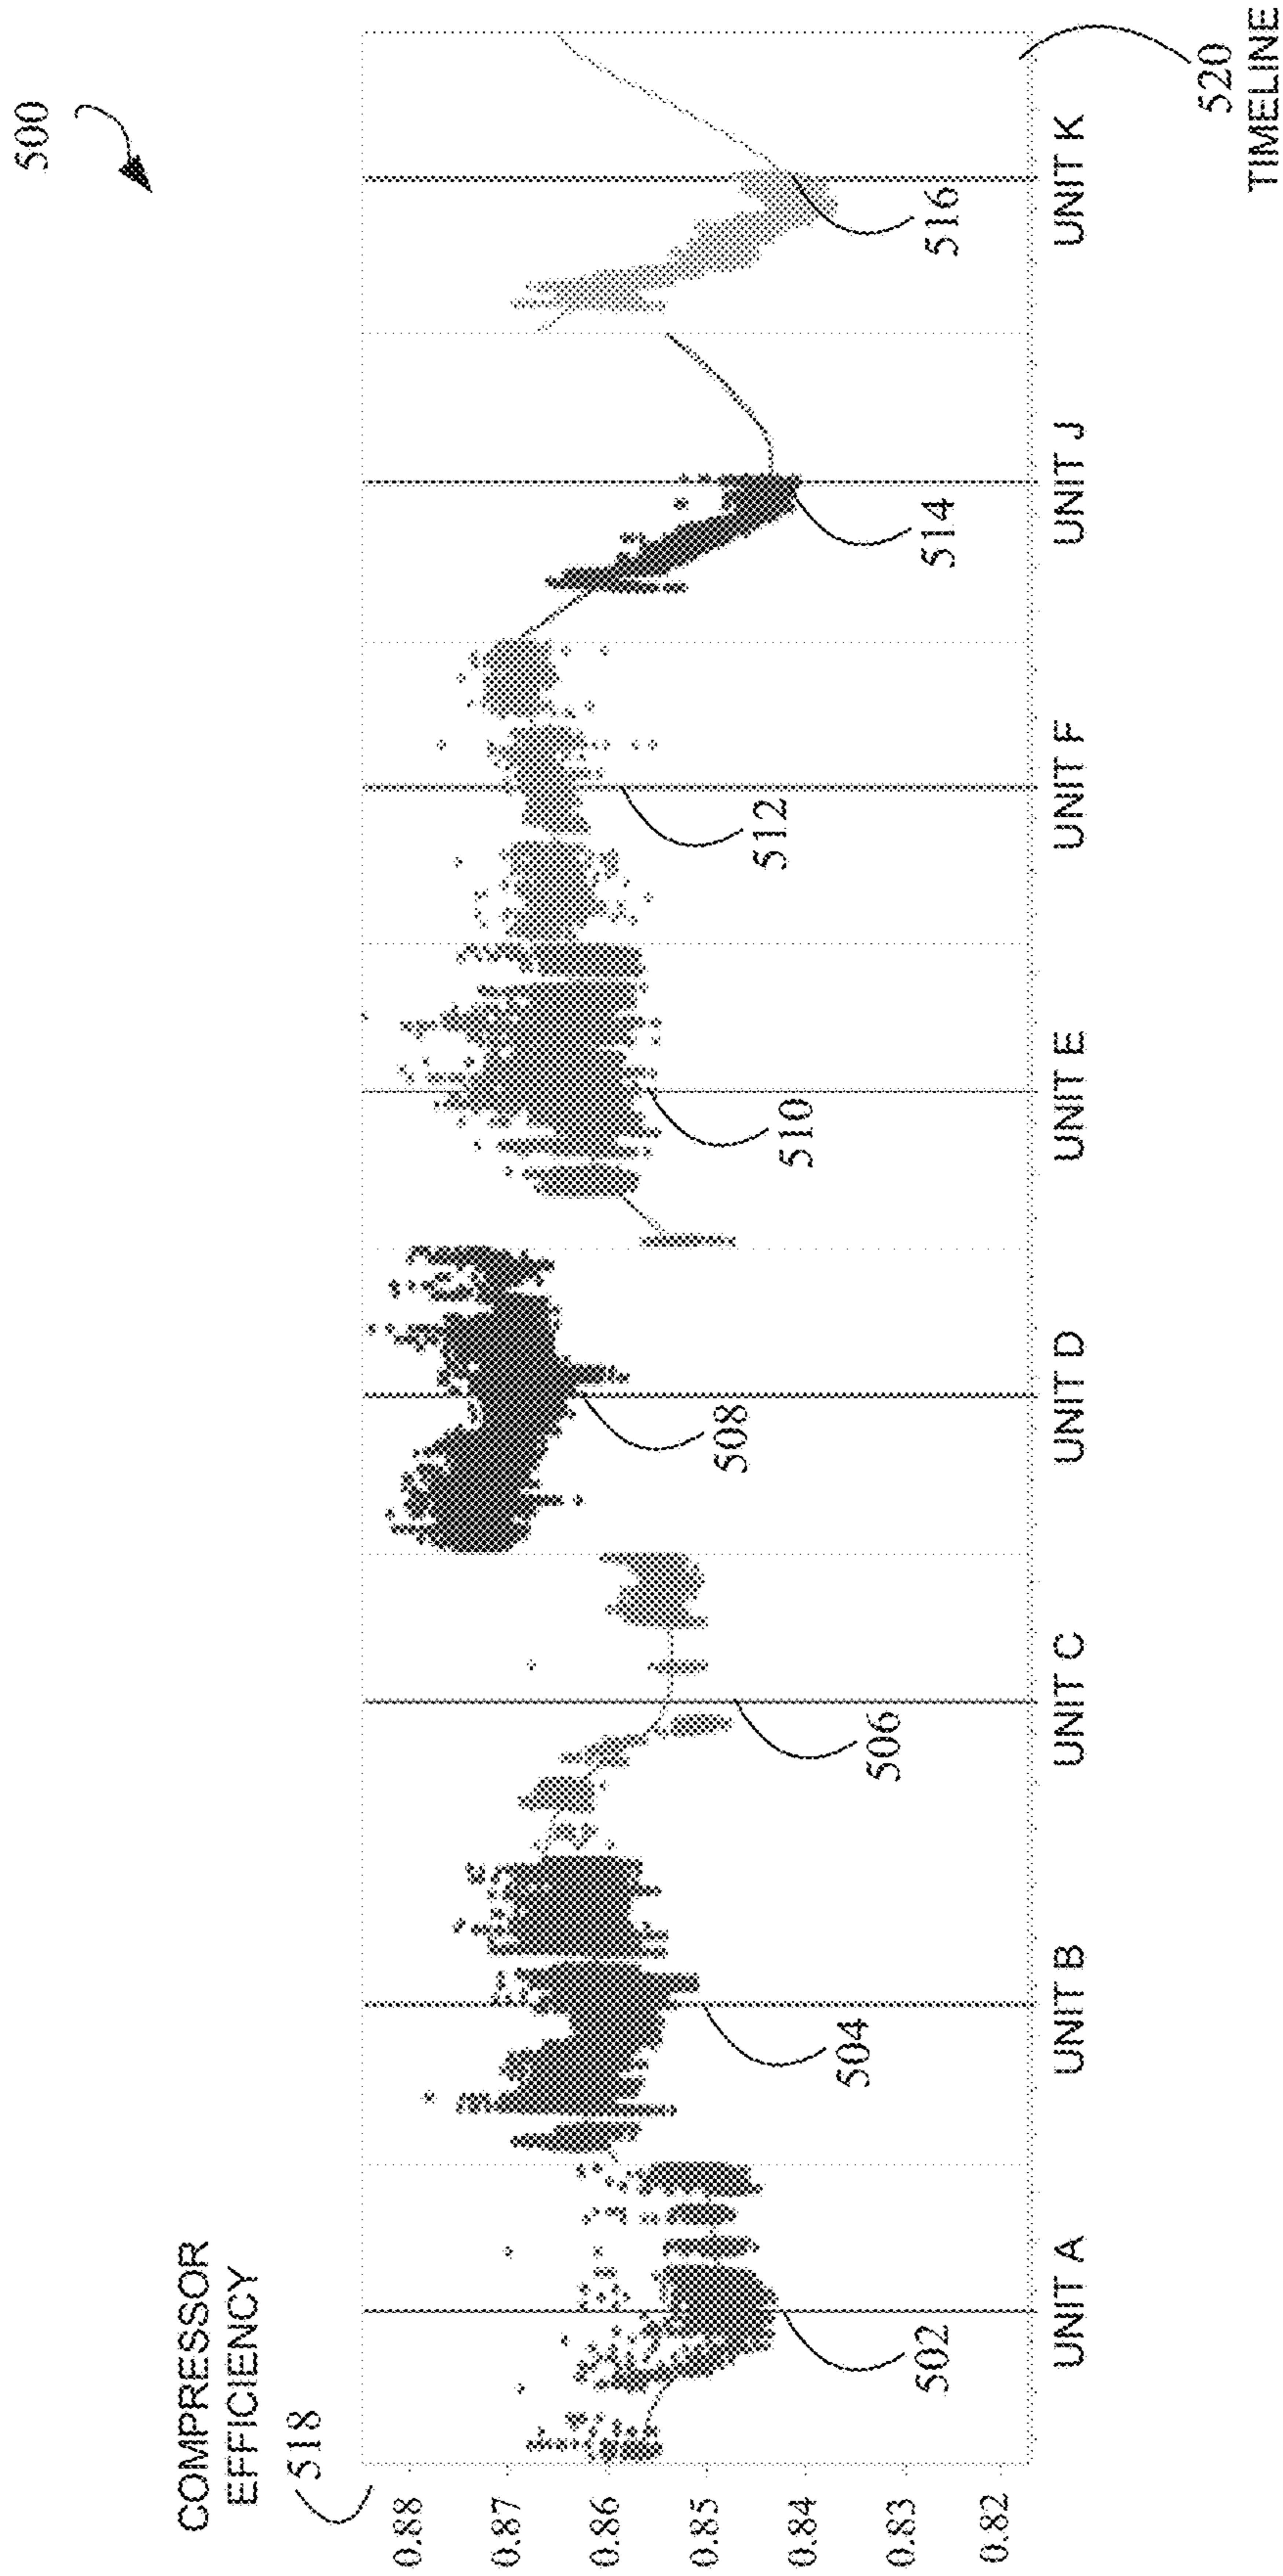 500
COMPRESSOR
EFFICIENCY
518
0.88
0.87
0.86
0.85
0.84
0.83
0.82
502
504
506
508
510
512
514
516
UNIT A
UNIT B
UNIT C
UNIT D
UNIT E
UNIT F
UNIT J
UNIT K
520
TIMELINE